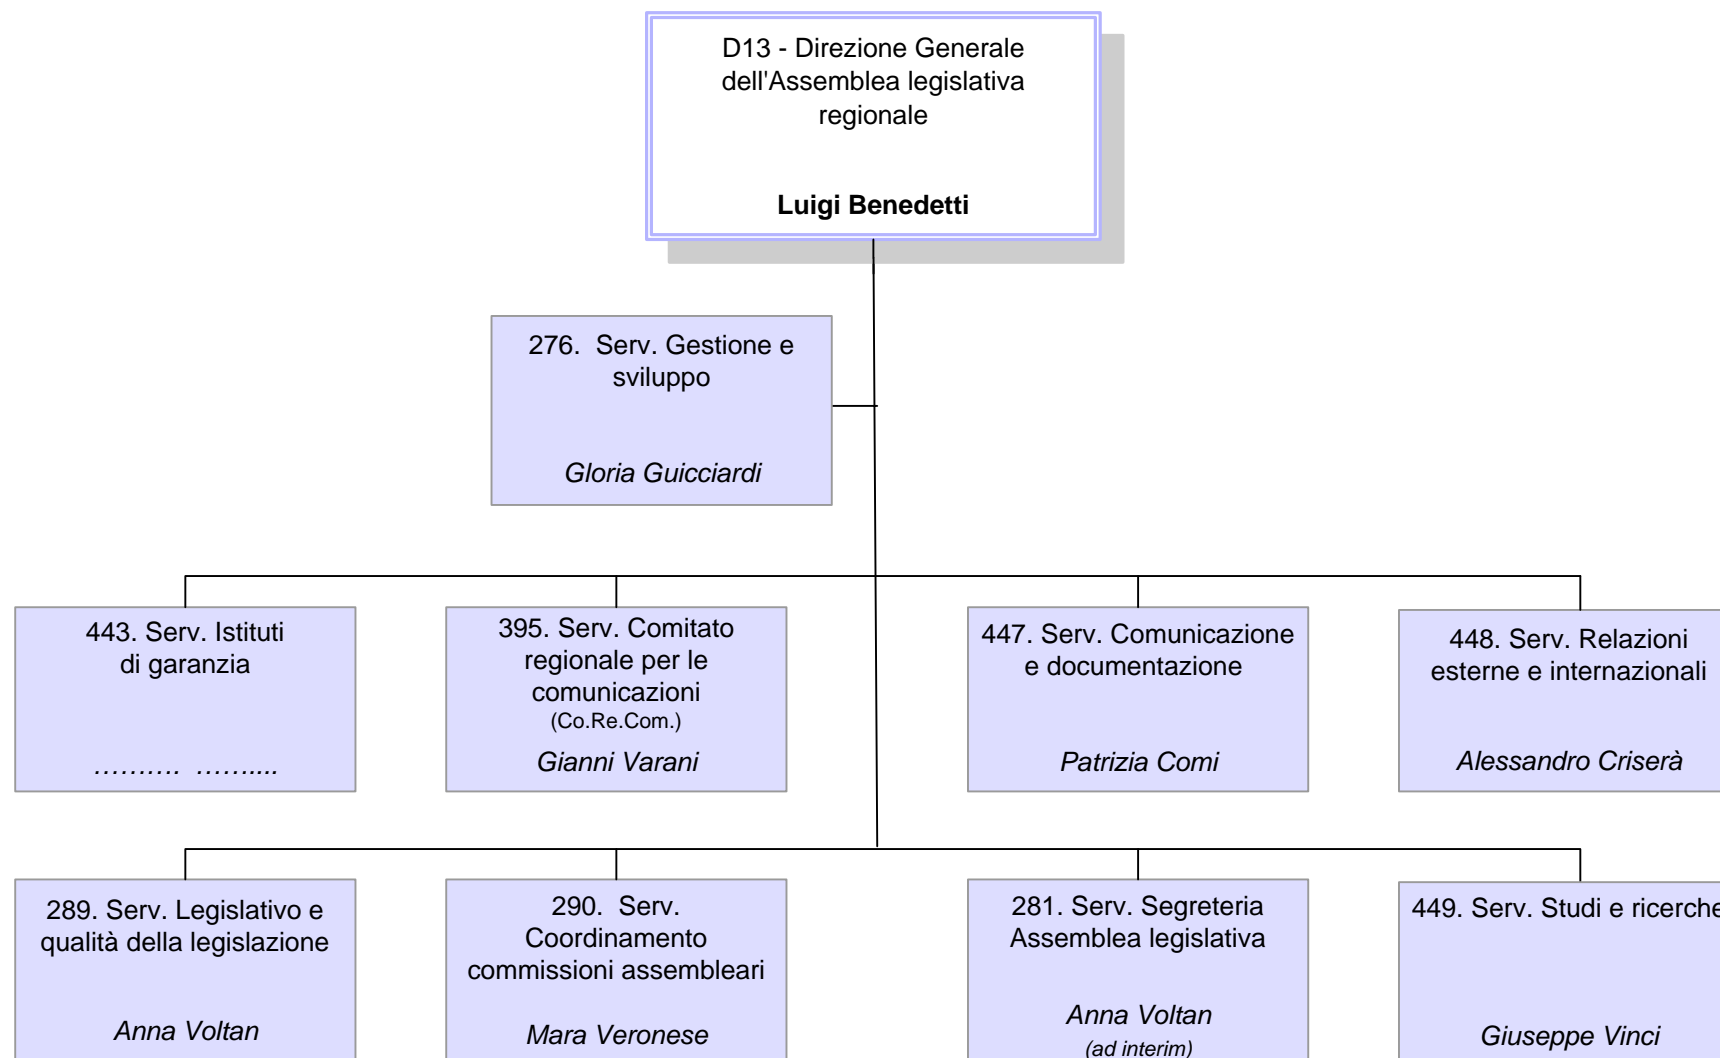 D13 - Direzione Generale
dell'Assemblea legislativa
regionale
Luigi Benedetti
276.  Serv. Gestione e
sviluppo
Gloria Guicciardi
443. Serv. Istituti
di garanzia
………. ……....
395. Serv. Comitato
regionale per le
comunicazioni
(Co.Re.Com.)
Gianni Varani
447. Serv. Comunicazione
e documentazione
Patrizia Comi
448. Serv. Relazioni
esterne e internazionali
Alessandro Criserà
289. Serv. Legislativo e
qualità della legislazione
Anna Voltan
290.  Serv.
Coordinamento
commissioni assembleari
Mara Veronese
281. Serv. Segreteria
Assemblea legislativa
Anna Voltan
(ad interim)
449. Serv. Studi e ricerche
Giuseppe Vinci